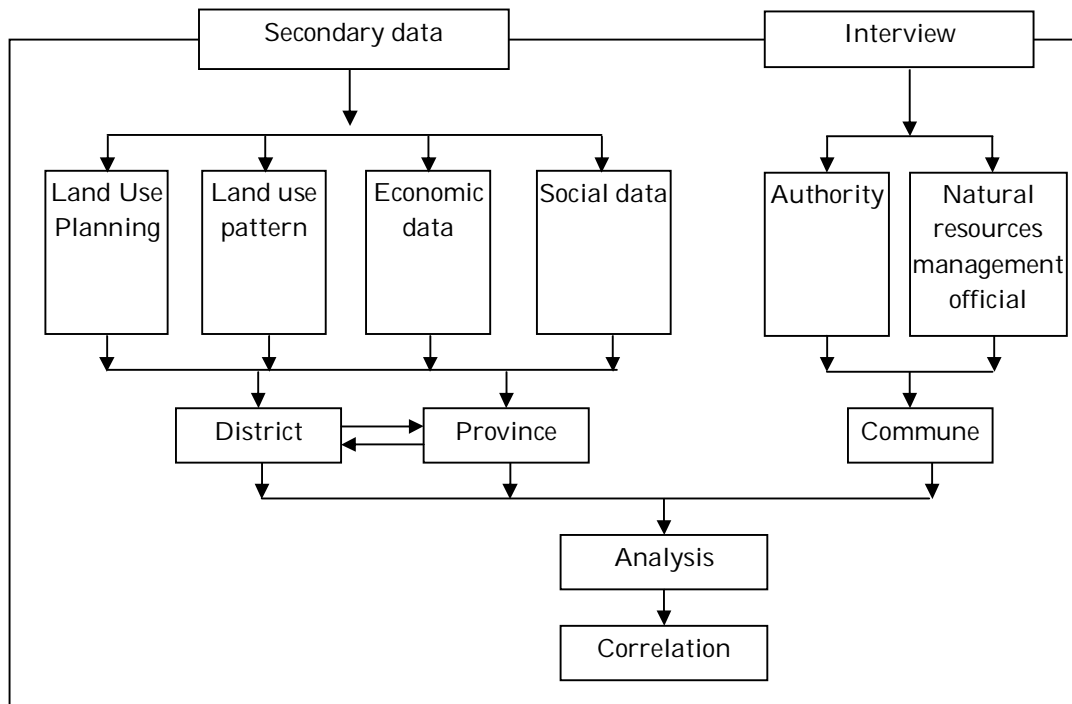 Secondary data
Interview
Land Use
Planning
Land use
pattern
Economic
data
Social data
Authority
Natural
resources
management
official
District
Province
Commune
Analysis
Correlation